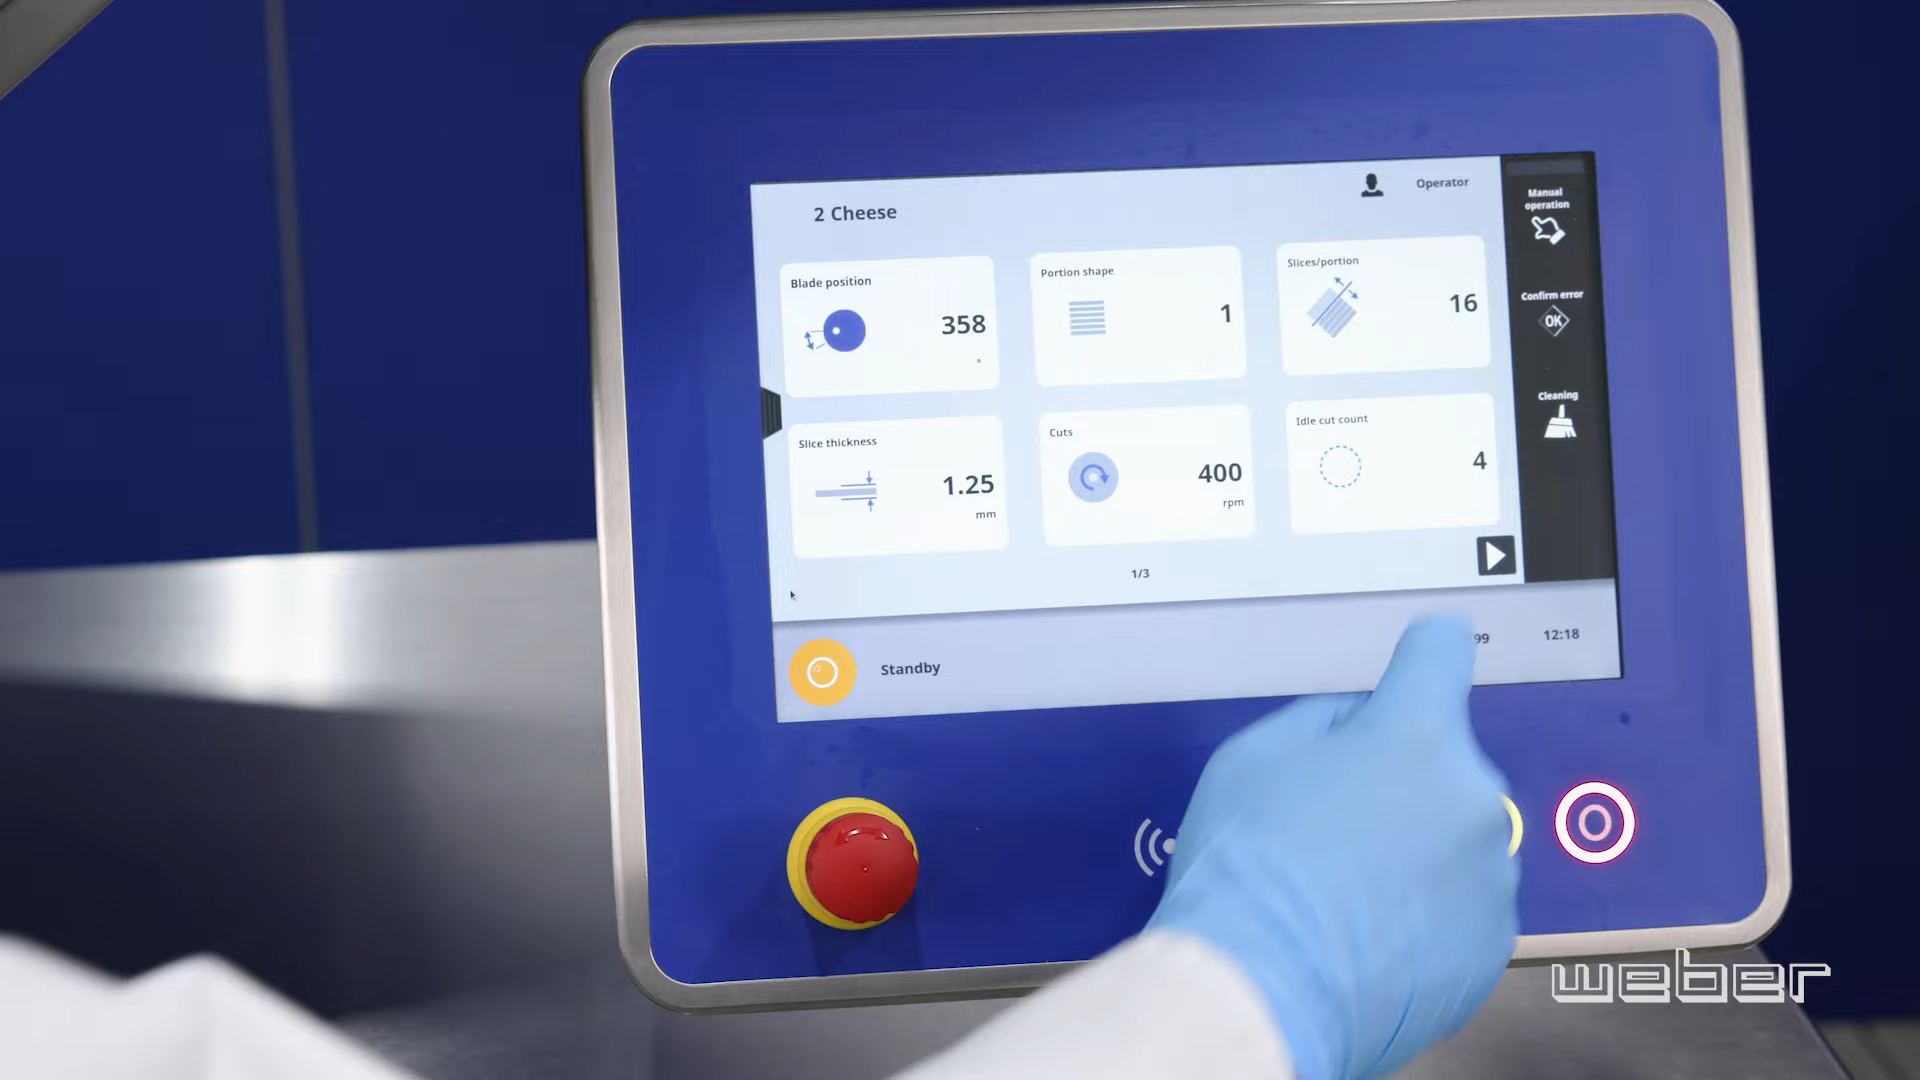 Operator
2 Cheese
Manual
operation
Blade position
358
°
Portion shape
1
Slices/portion
16
Confirm error
OK
Slice thickness
1.25
mm
Cuts
400
rpm
Idle cut count
4
Cleaning
1/3
Standby
12:18
weber